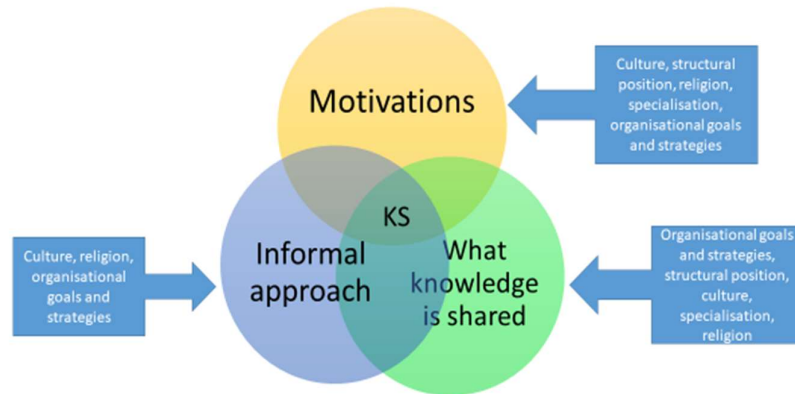 Motivations
Culture, structural
position, religion,
specialisation,
organisational goals
and strategies
KS
Informal
approach
What
knowledge
is shared
Culture, religion,
organisational
goals and
strategies
Organisational goals
and strategies,
structural position,
culture,
specialisation,
religion